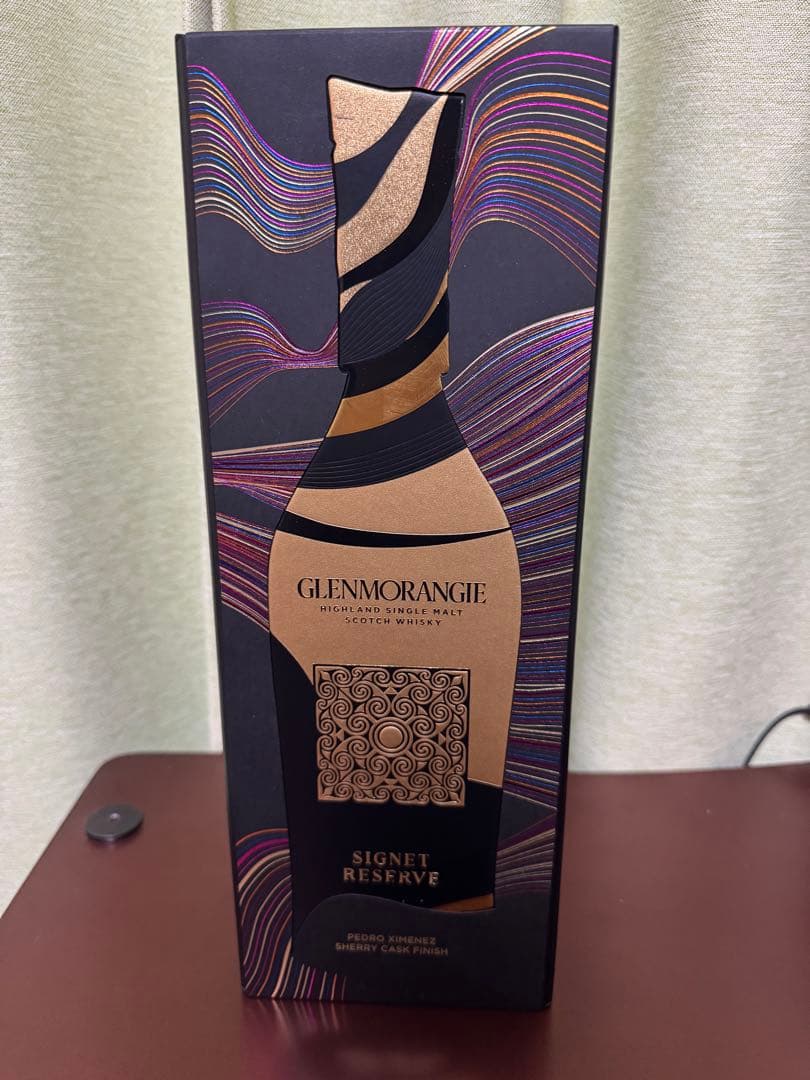 GLENMORANGIE
HIGHLAND SINGLE MALT
SCOTCH WHISKY
SIGNET
RESERVE
PEDRO XIMENEZ
SHERRY CASK FINISH